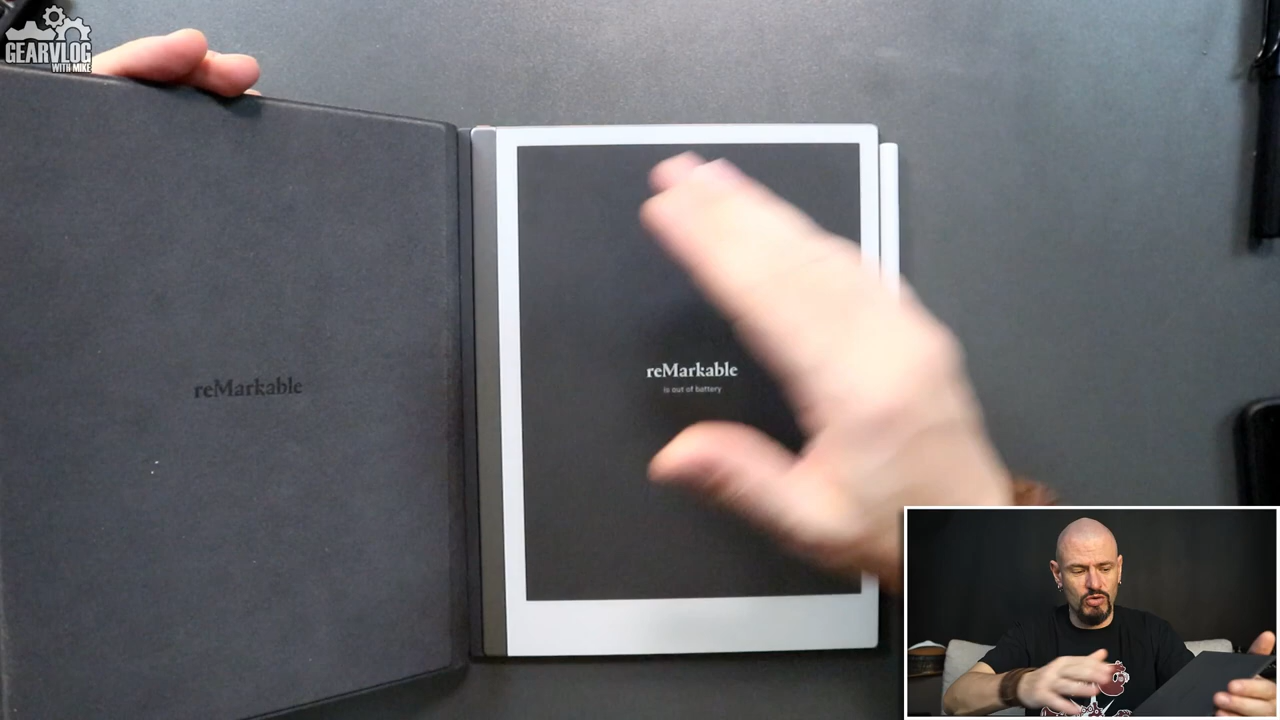 GEARVLOG
WITH MIKE
reMarkable
reMarkable
is out of battery